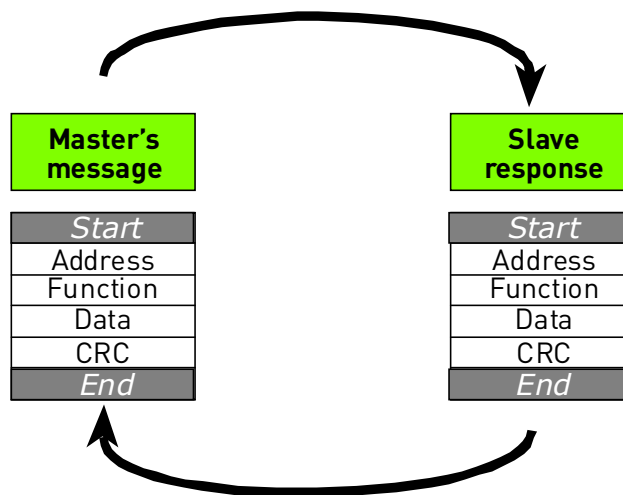 Master's
message
Start
Address
Function
Data
CRC
End
Slave
response
Start
Address
Function
Data
CRC
End